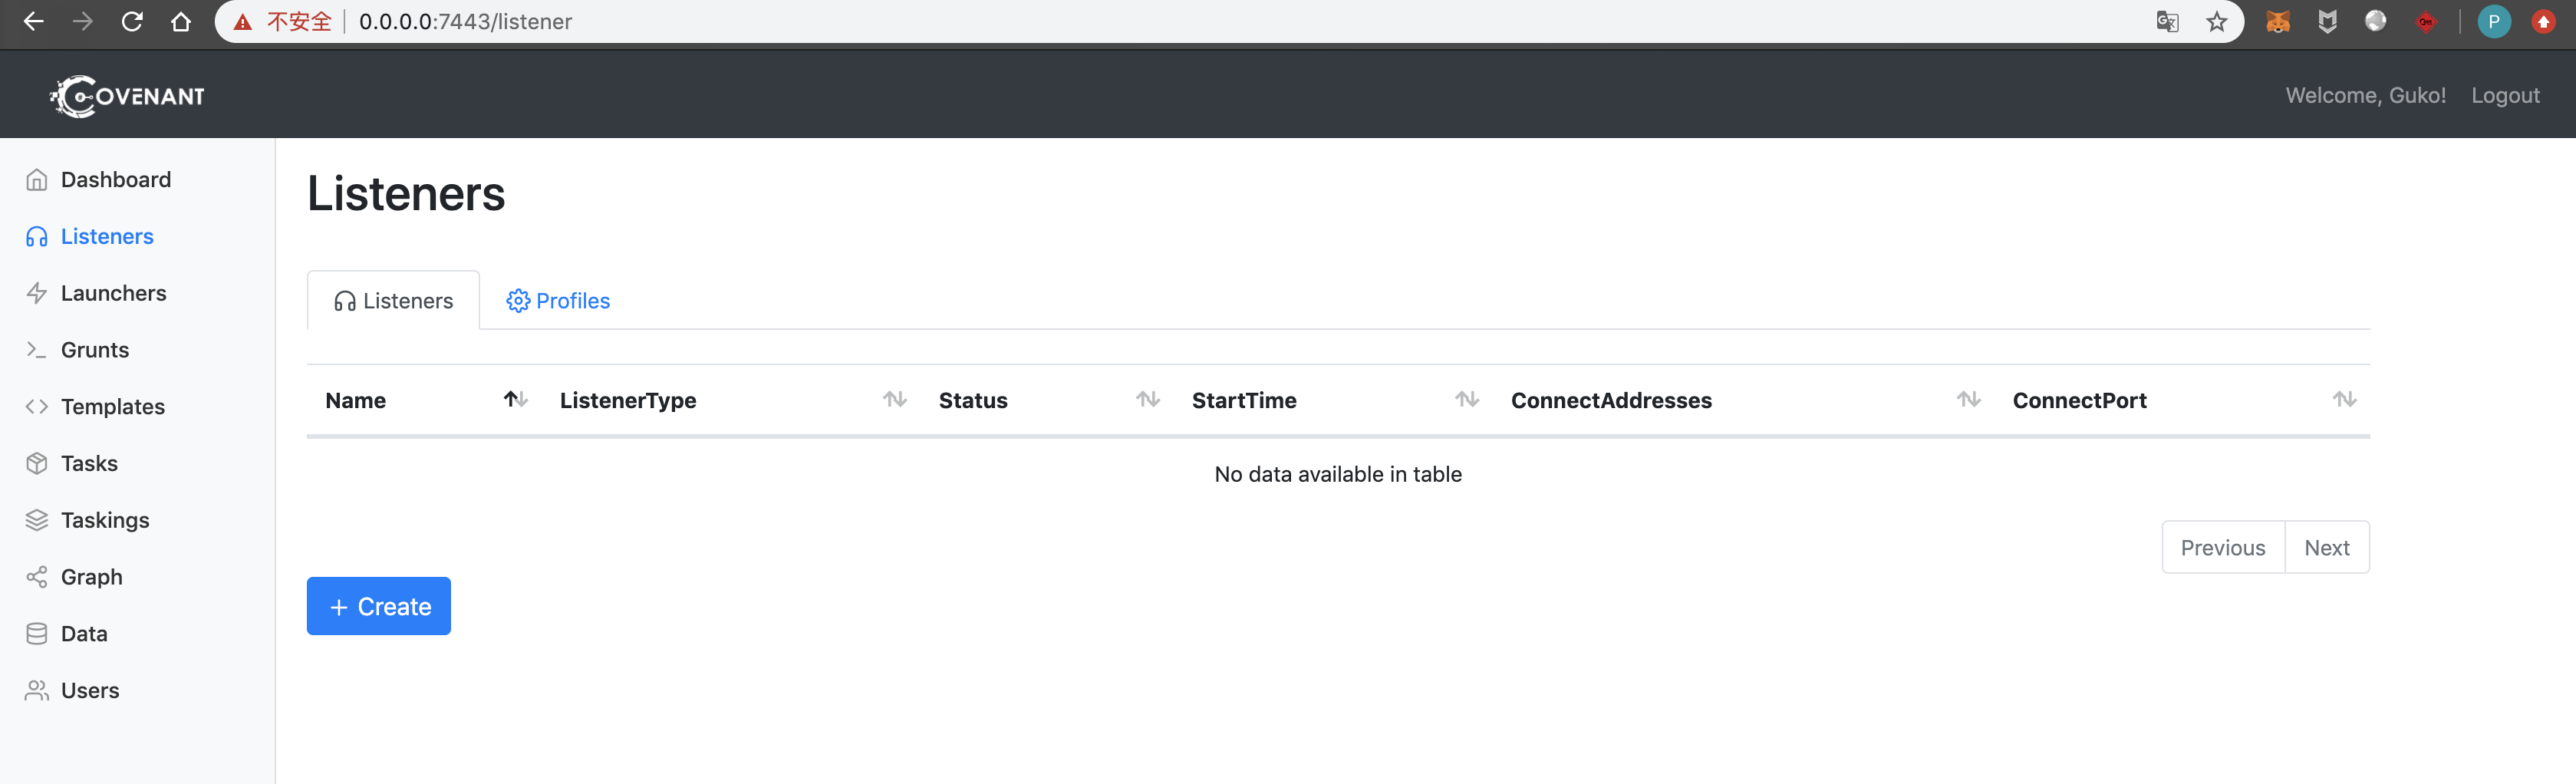 不安全 0.0.0.0:7443/listener P
COVENANT Welcome, Guko! Logout
Dashboard
Listeners
Launchers
Grunts
Templates
Tasks
Taskings
Graph
Data
Users
Listeners
Listeners Profiles
Name ListenerType Status StartTime ConnectAddresses ConnectPort
No data available in table
Previous Next
+ Create